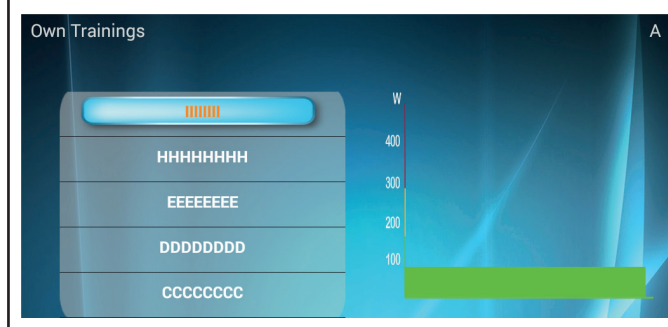 Own Trainings
A
IIIIIIII
HHHHHHHH
EEEEEEEE
DDDDDDDD
CCCCCCCC
W
400
300
200
100